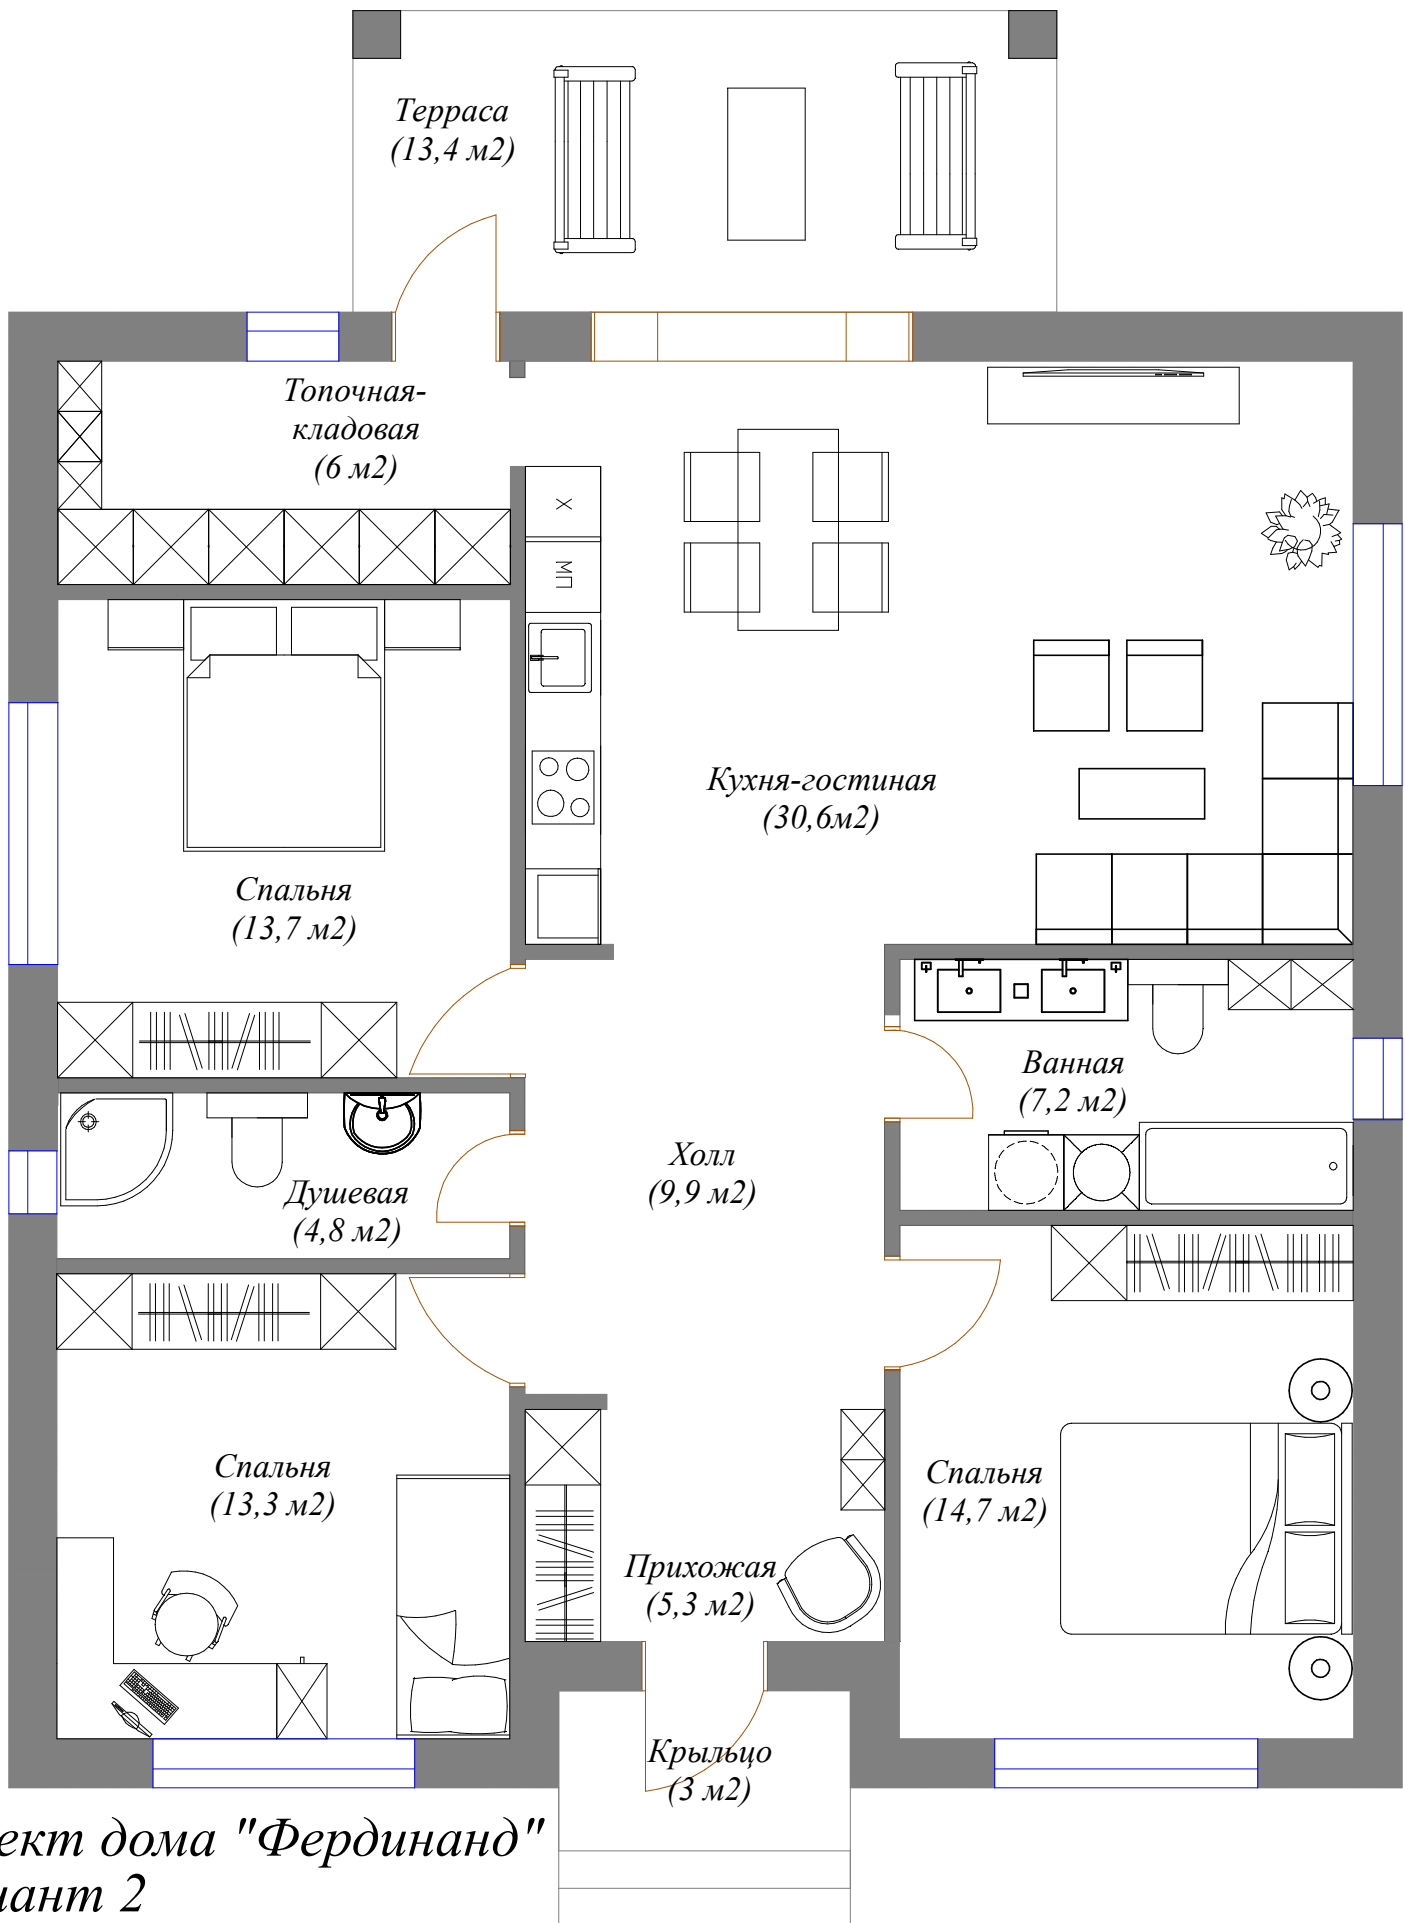 Терраса
(13,4 м2)
Топочная-
кладовая
(6 м2)
Х
МП
Кухня-гостиная
(30,6м2)
Спальня
(13,7 м2)
Ванная
(7,2 м2)
Холл
(9,9 м2)
Душевая
(4,8 м2)
Спальня
(13,3 м2)
Спальня
(14,7 м2)
Прихожая
(5,3 м2)
Крыльцо
(3 м2)
ект дома "Фердинанд"
иант 2